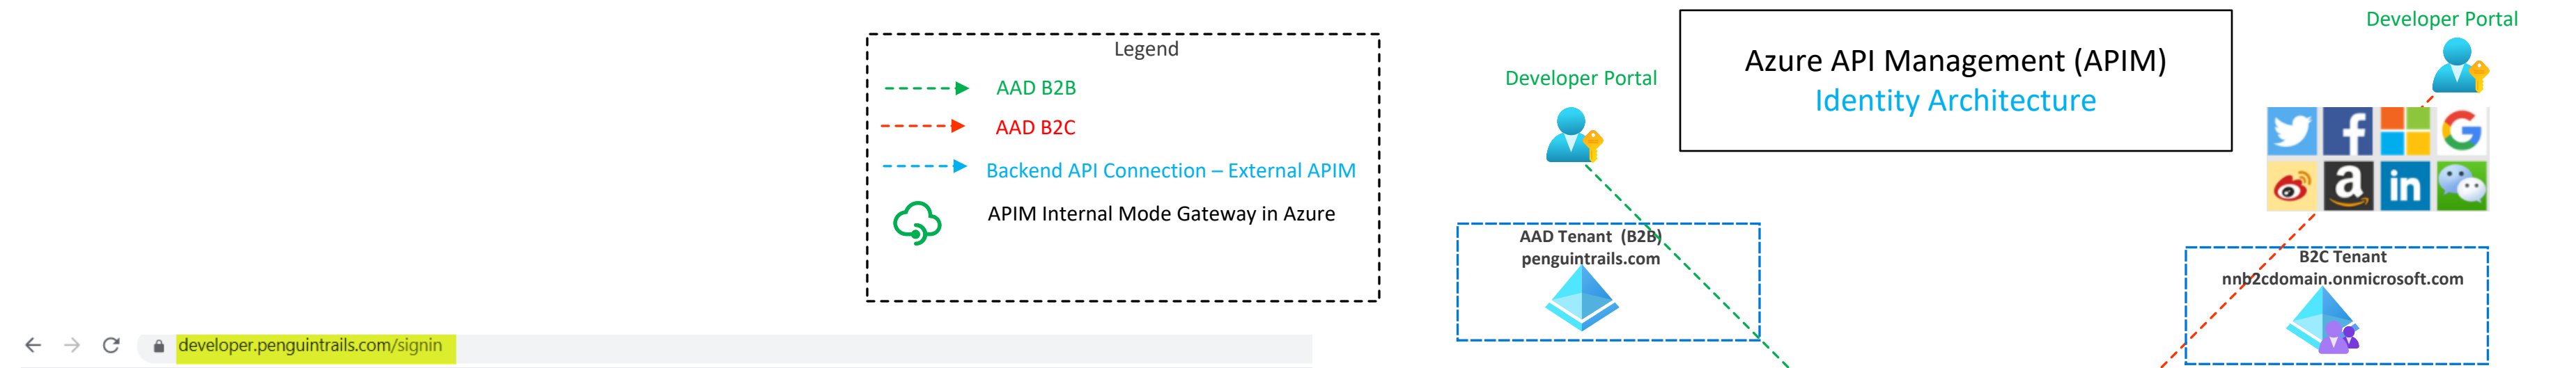 Legend
AAD B2B
AAD B2C
Backend API Connection – External APIM
APIM Internal Mode Gateway in Azure
developer.penguintrails.com/signin
Developer Portal
AAD Tenant (B2B)
penguintrails.com
Azure API Management (APIM)
Identity Architecture
Developer Portal
B2C Tenant
nnb2cdomain.onmicrosoft.com